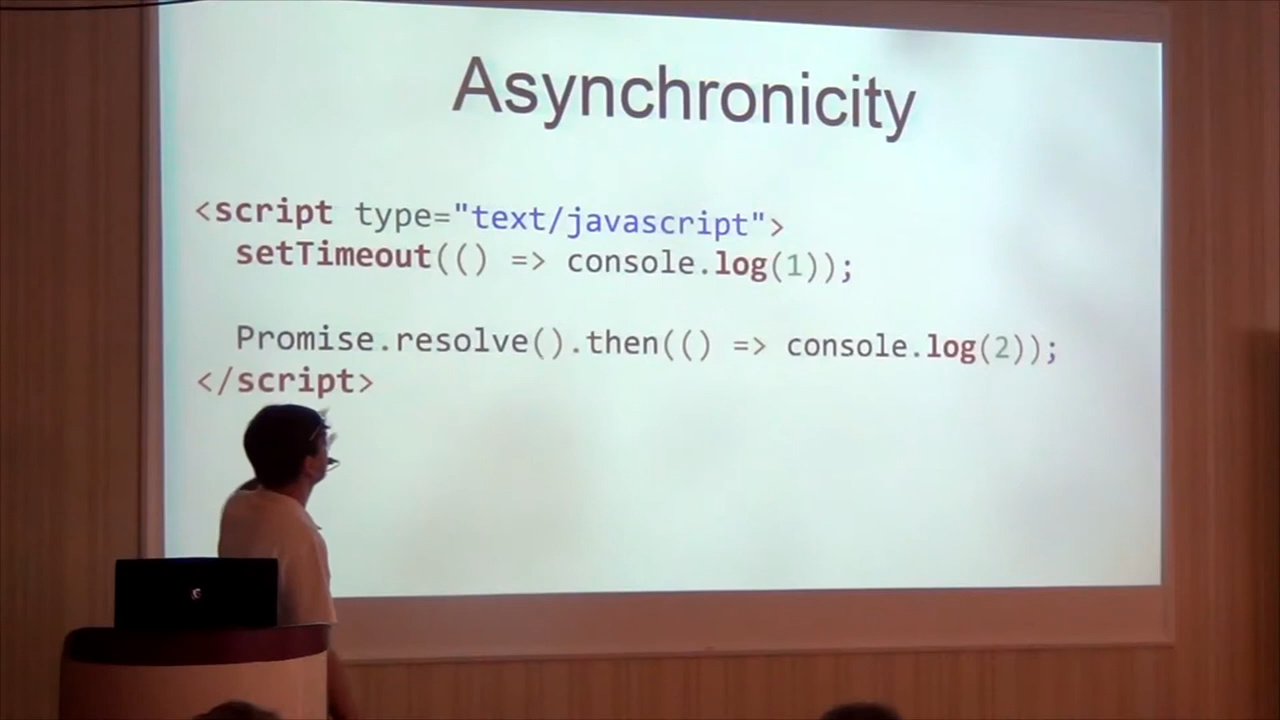 Asynchronicity
<script type="text/javascript">
setTimeout(() => console.log(1));
Promise.resolve().then(() => console.log(2));
</script>